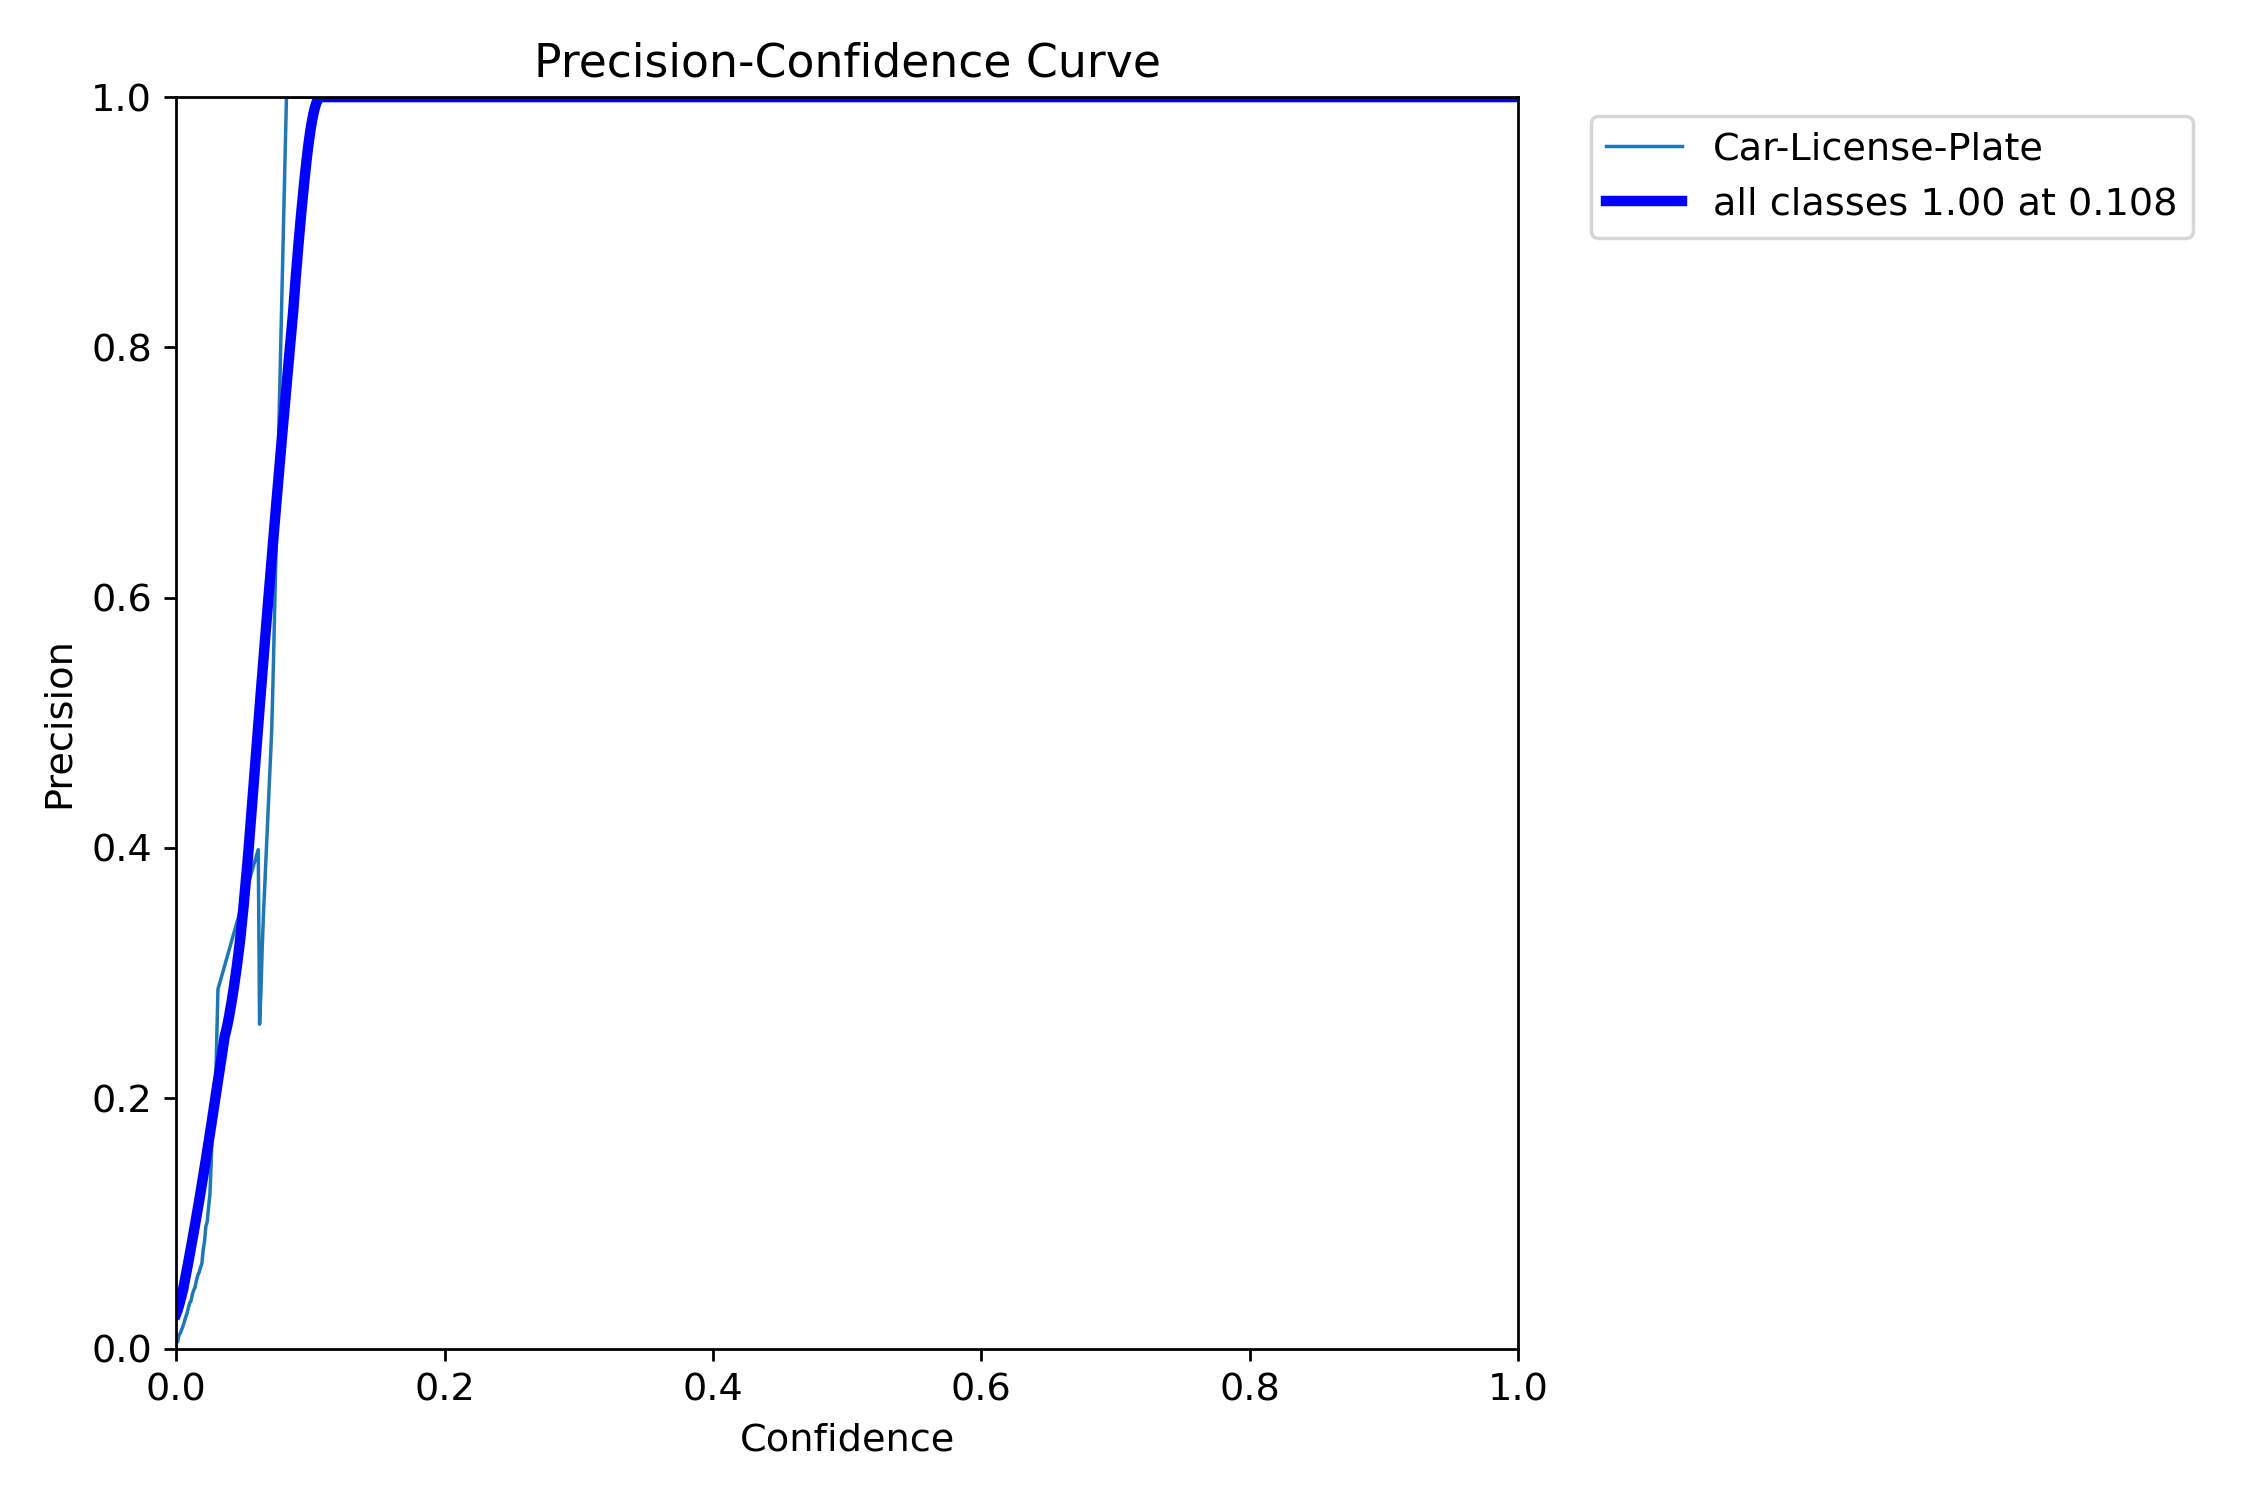 Precision-Confidence Curve
Car-License-Plate
all classes 1.00 at 0.108
Precision
1.0
0.8
0.6
0.4
0.2
0.0
0.0 0.2 0.4 0.6 0.8 1.0
Confidence